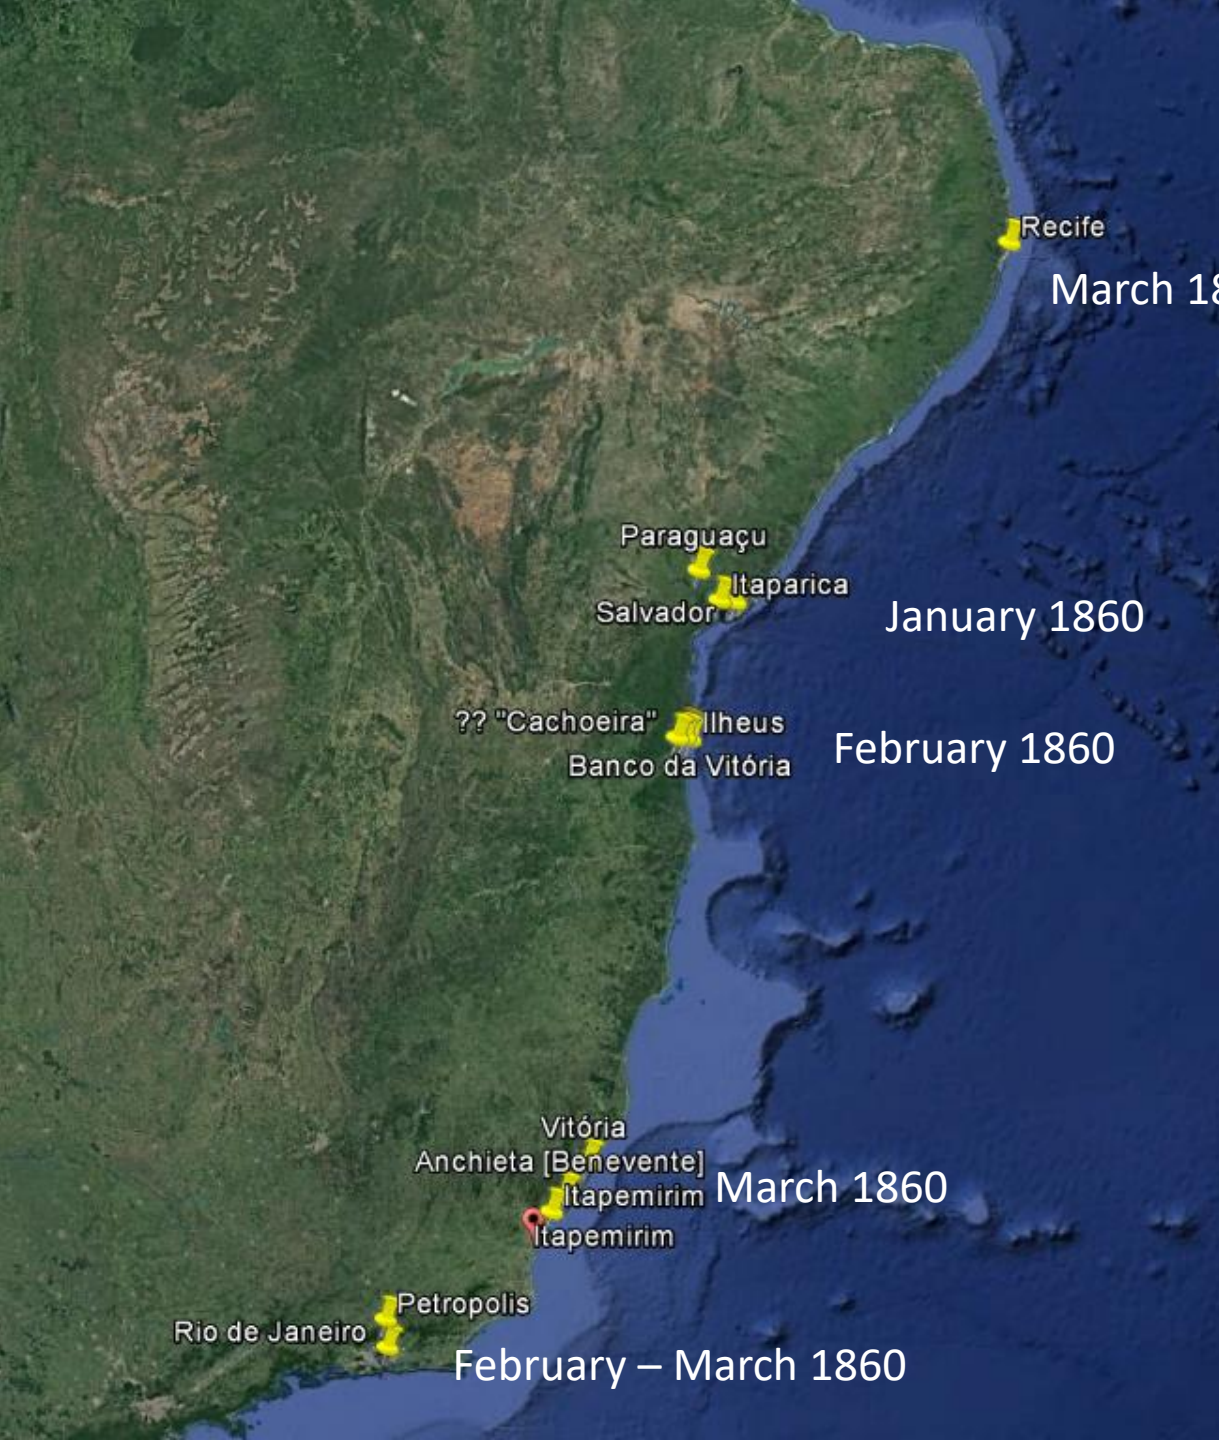 Recife
March 18
Paraguaçu
Itaparica
Salvador
January 1860
?? "Cachoeira"
Ilheus
Banco da Vitória
February 1860
Vitória
Anchieta [Benevente]
Itapemirim
March 1860
Itapemirim
Petropolis
Rio de Janeiro
February – March 1860